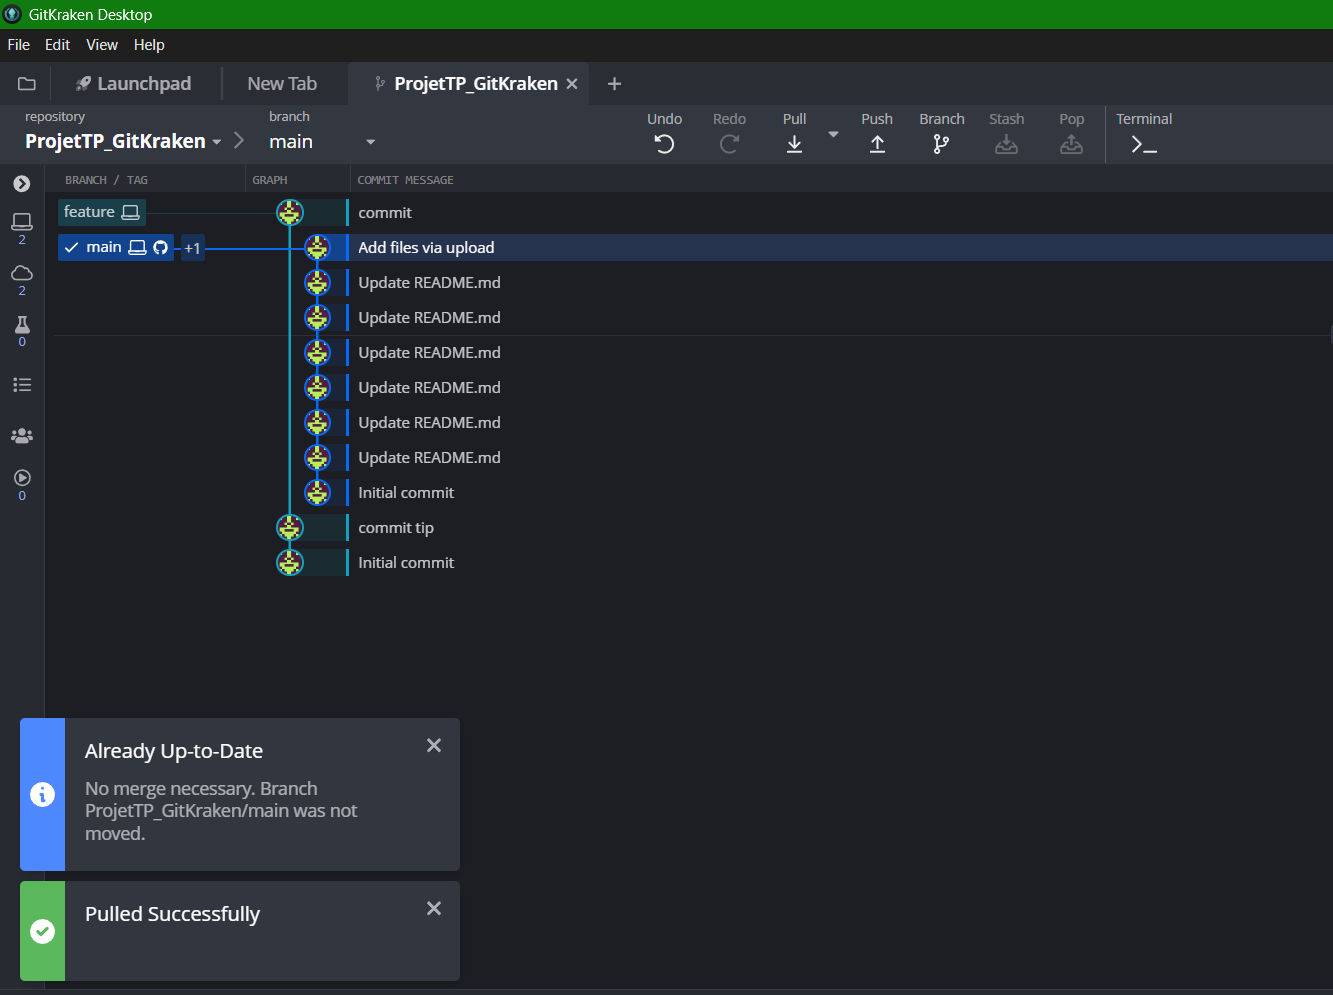 GitKraken Desktop
File Edit View Help
Launchpad New Tab ProjetTP_GitKraken
repository branch Undo Redo Pull Push Branch Stash Pop Terminal
ProjetTP_GitKraken main
BRANCH / TAG GRAPH COMMIT MESSAGE
feature commit
main +1 Add files via upload
2
Update README.md
2
Update README.md
0
Update README.md
Update README.md
Update README.md
Update README.md
0
Initial commit
commit tip
Initial commit
Already Up-to-Date
No merge necessary. Branch
ProjetTP_GitKraken/main was not
moved.
Pulled Successfully